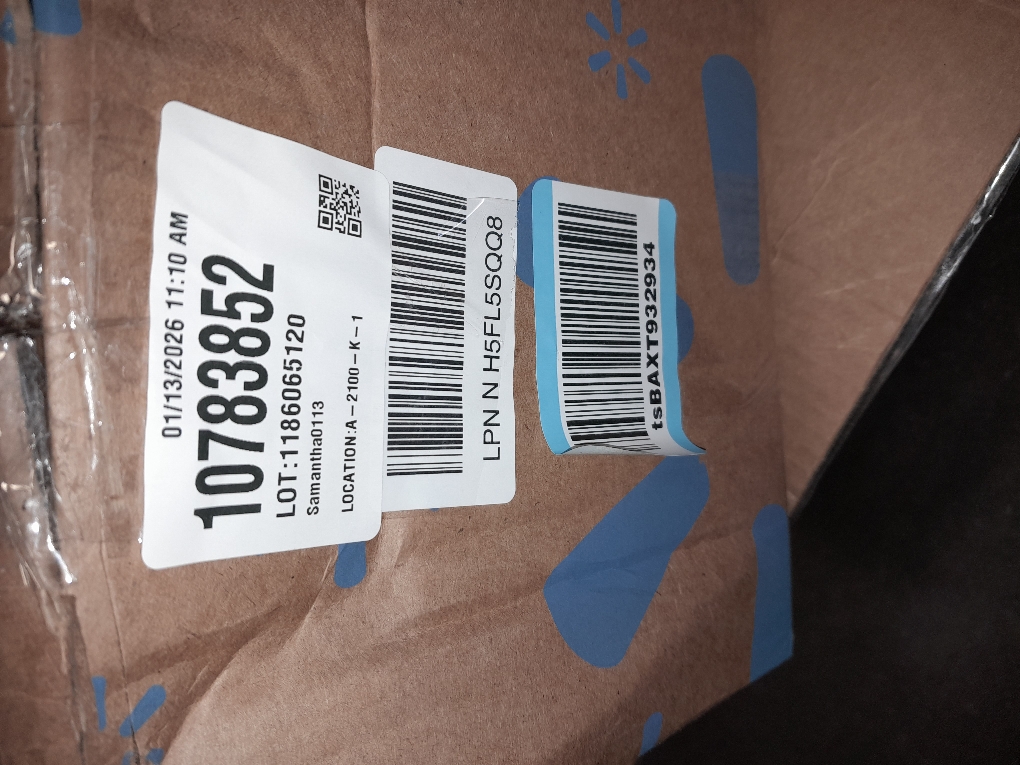 01/13/2026 11:10 AM
10783852
LOT:1186065120
Samantha0113
LOCATION:A-2100-K-1
LPN N H5FL5SQQ8
tsBAXT932934